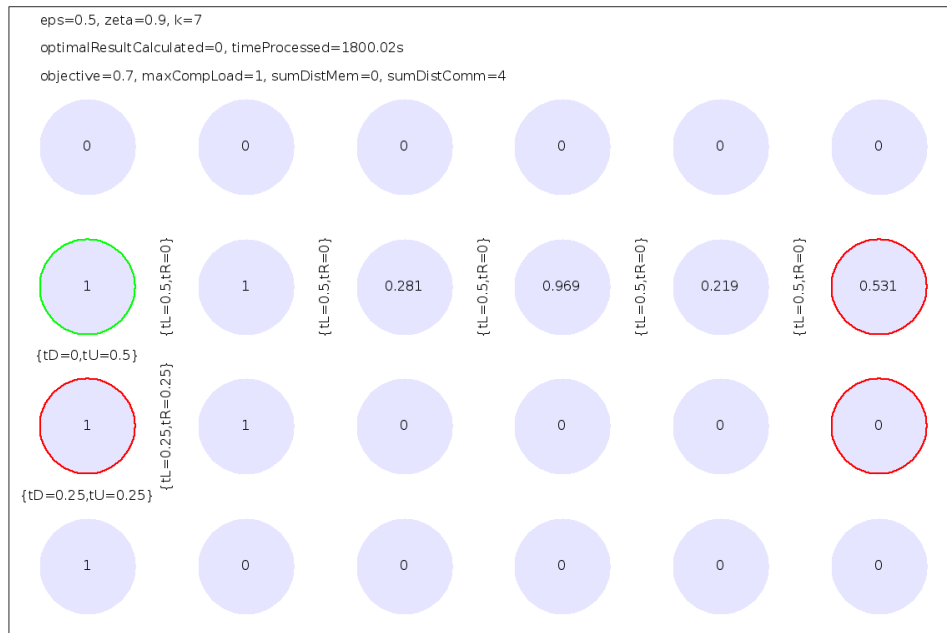 eps=0.5, zeta=0.9, k=7
optimalResultCalculated=0, timeProcessed=1800.02s
objective=0.7, maxCompLoad=1, sumDistMem=0, sumDistComm=4
0 0 0 0 0 0
1 {tL=0.5,tR=0} 1 {tL=0.5,tR=0} 0.281 {tL=0.5,tR=0} 0.969 {tL=0.5,tR=0} 0.219 {tL=0.5,tR=0} 0.531
{tD=0,tU=0.5}
1 {tL=0.25,tR=0.25} 1 0 0 0 0
{tD=0.25,tU=0.25}
1 0 0 0 0 0